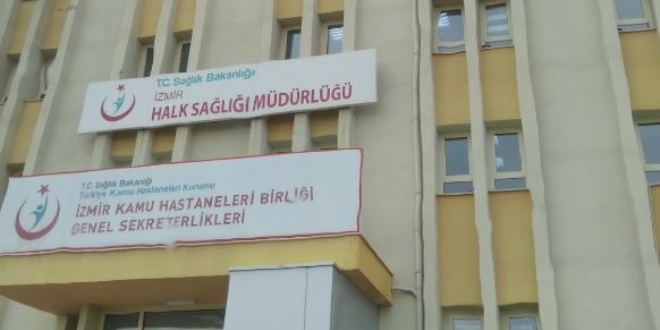 T.C. Sağlık Bakanlığı
İZMİR
HALK SAĞLIĞI MÜDÜRLÜĞÜ
T.C. Sağlık Bakanlığı
Türkiye Kamu Hastaneleri Kurumu
İZMİR KAMU HASTANELERİ BİRLİĞİ
GENEL SEKRETERLİKLERİ